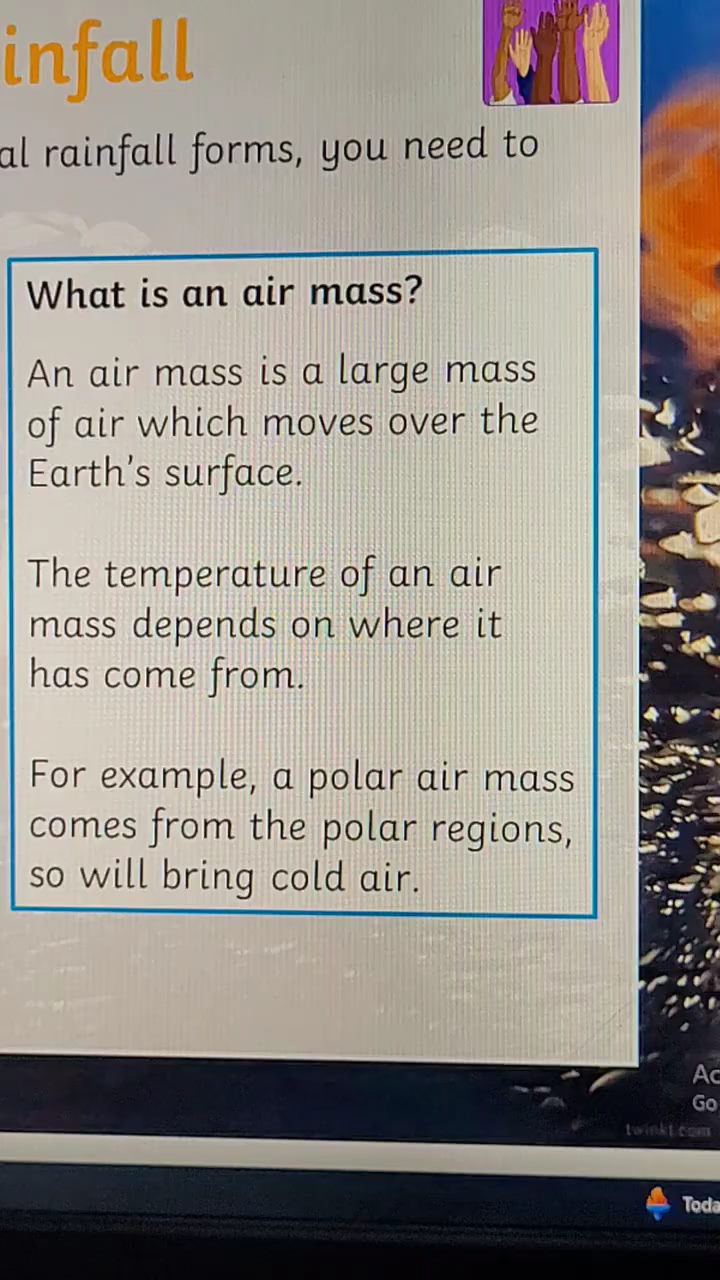 infall
al rainfall forms, you need to
What is an air mass?
An air mass is a large mass
of air which moves over the
Earth's surface.
The temperature of an air
mass depends on where it
has come from.
For example, a polar air mass
comes from the polar regions,
so will bring cold air.
Ac
Go
twinkl.com
Toda